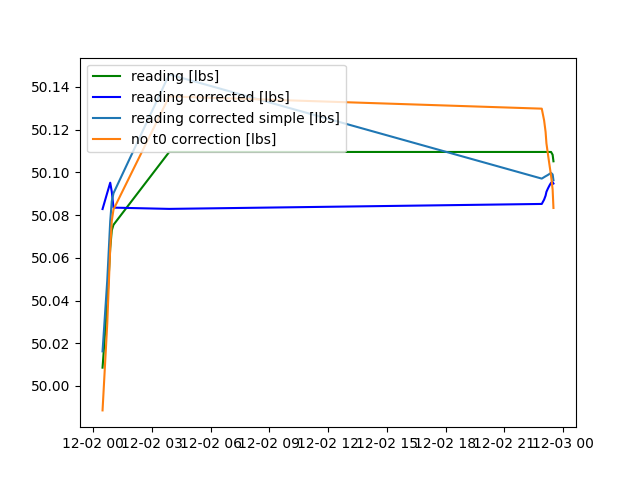 reading [lbs]
reading corrected [lbs]
reading corrected simple [lbs]
no t0 correction [lbs]
50.14
50.12
50.10
50.08
50.06
50.04
50.02
50.00
12-02 00 12-02 03 12-02 06 12-02 09 12-02 12 12-02 15 12-02 18 12-02 21 12-03 00